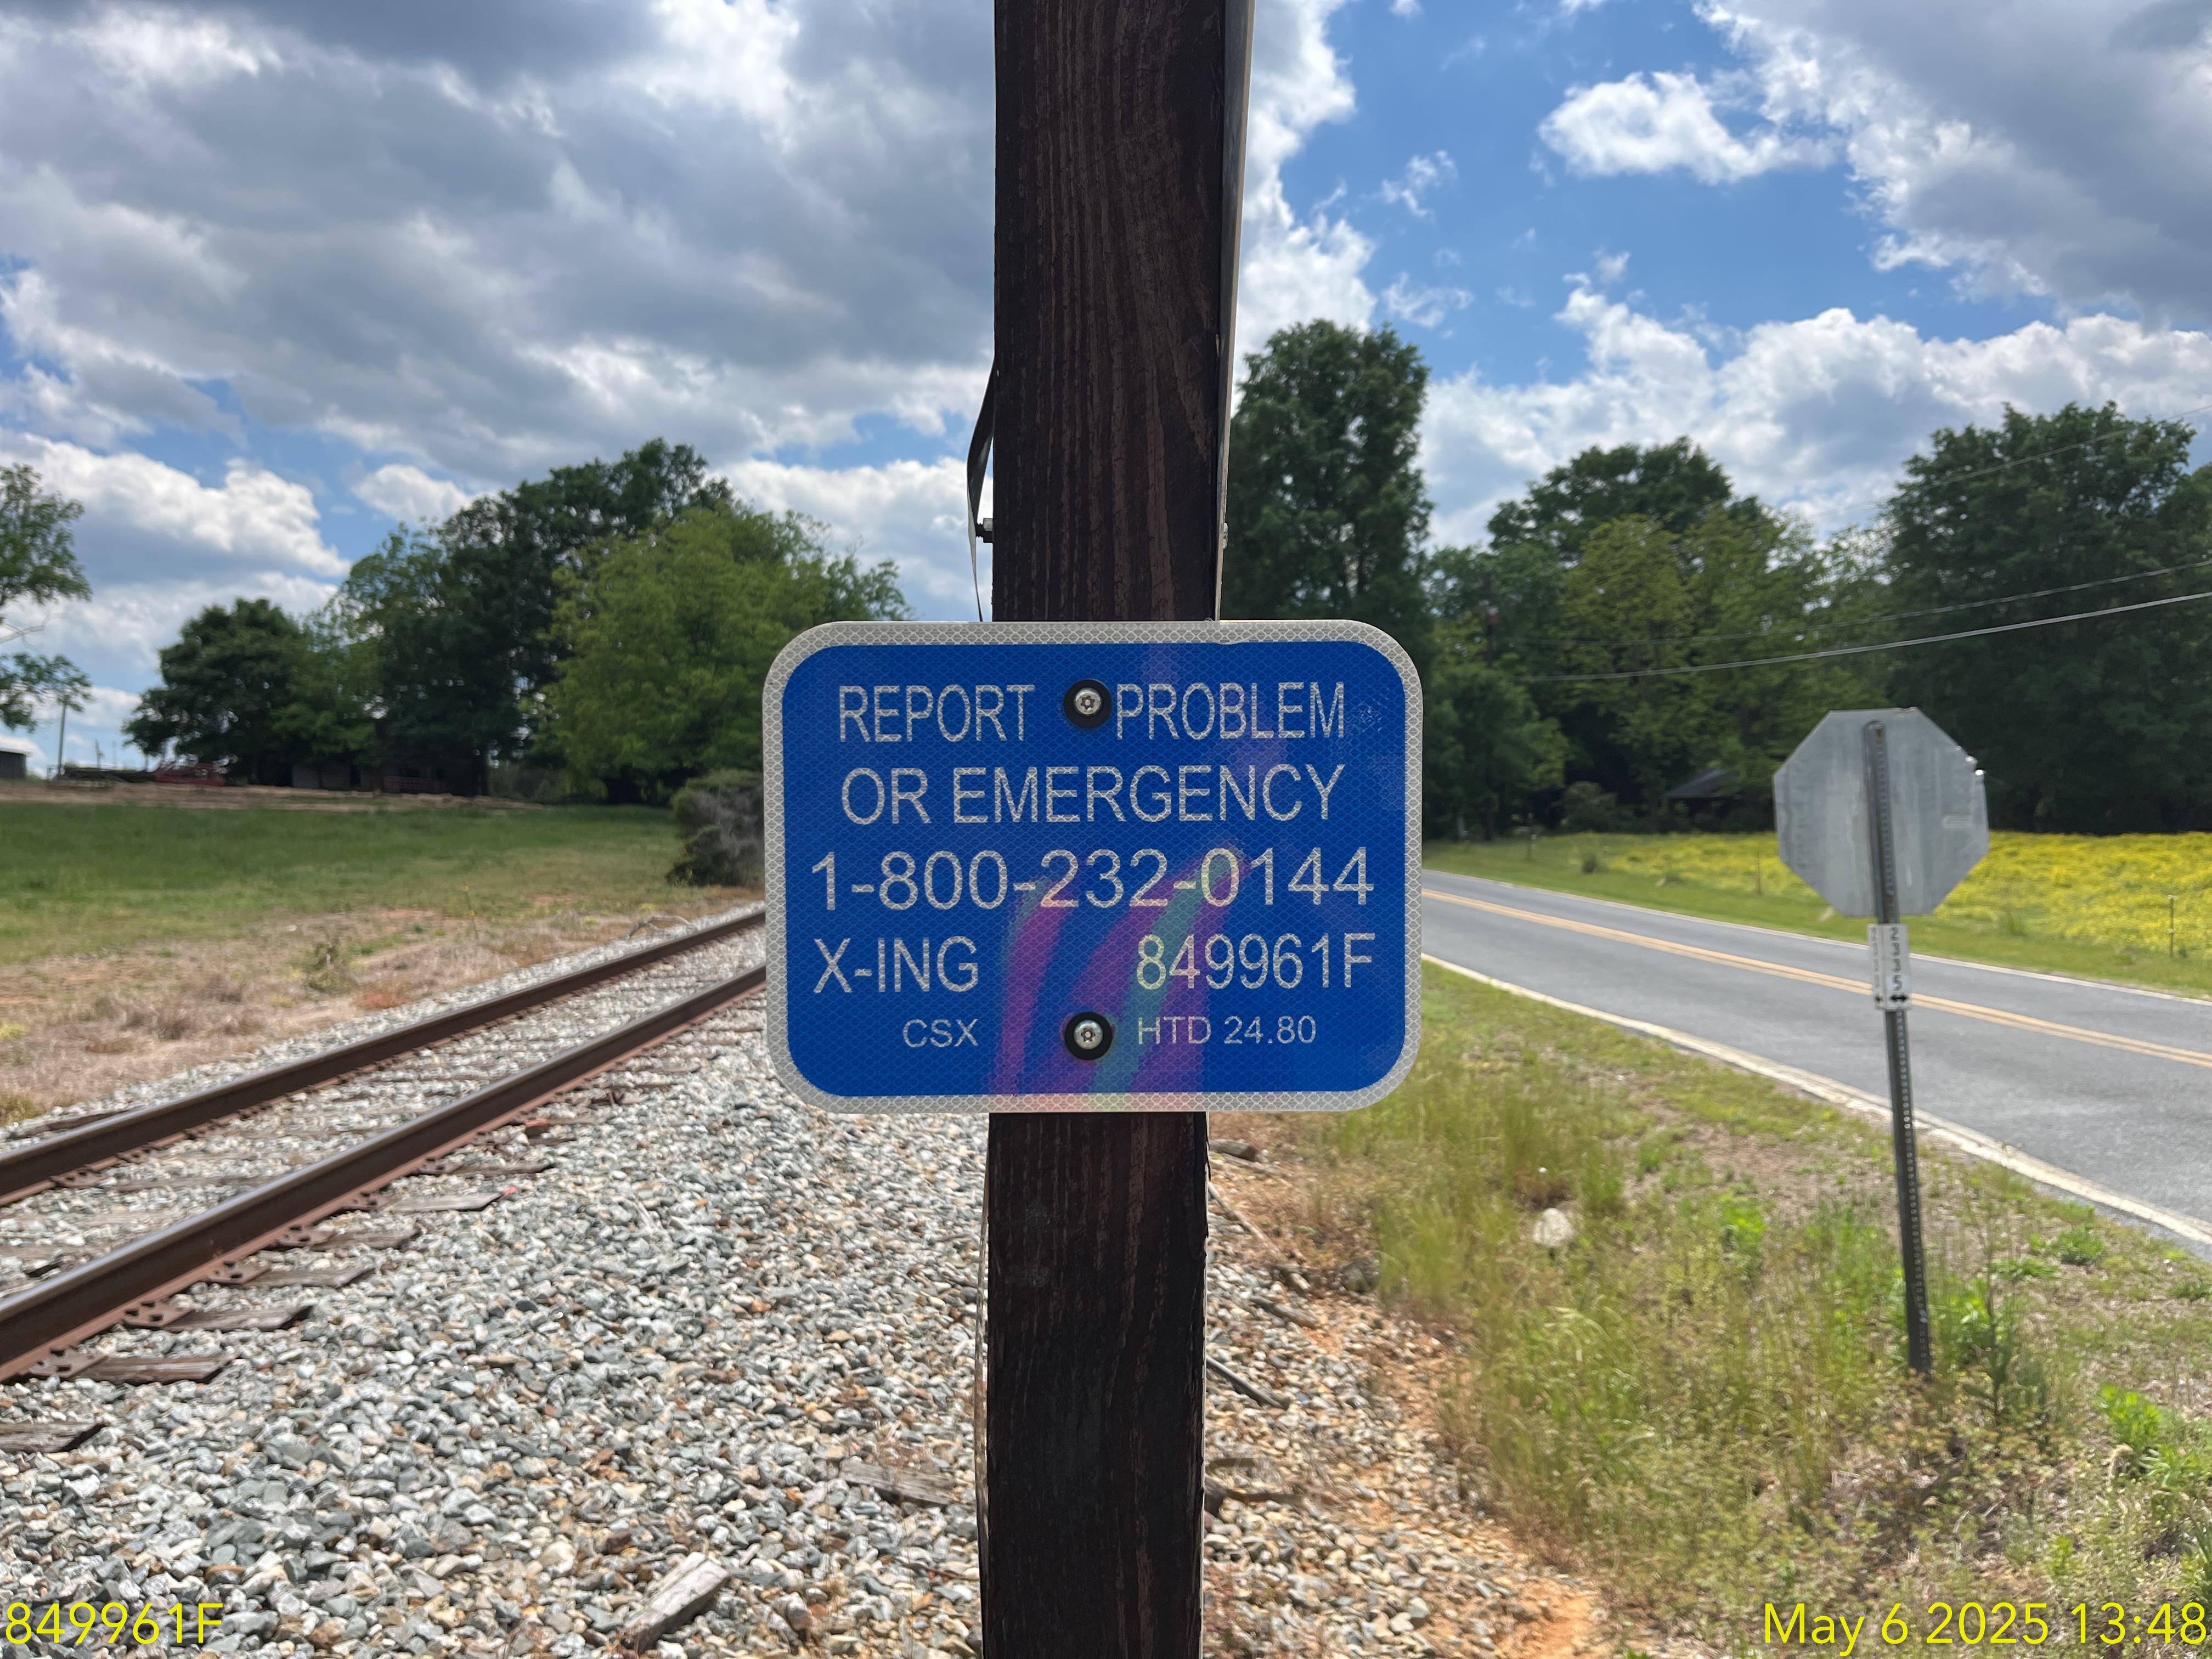 REPORT PROBLEM
OR EMERGENCY
1-800-232-0144
X-ING 849961F
CSX HTD 24.80
2335
849961F
May 6 2025 13:48